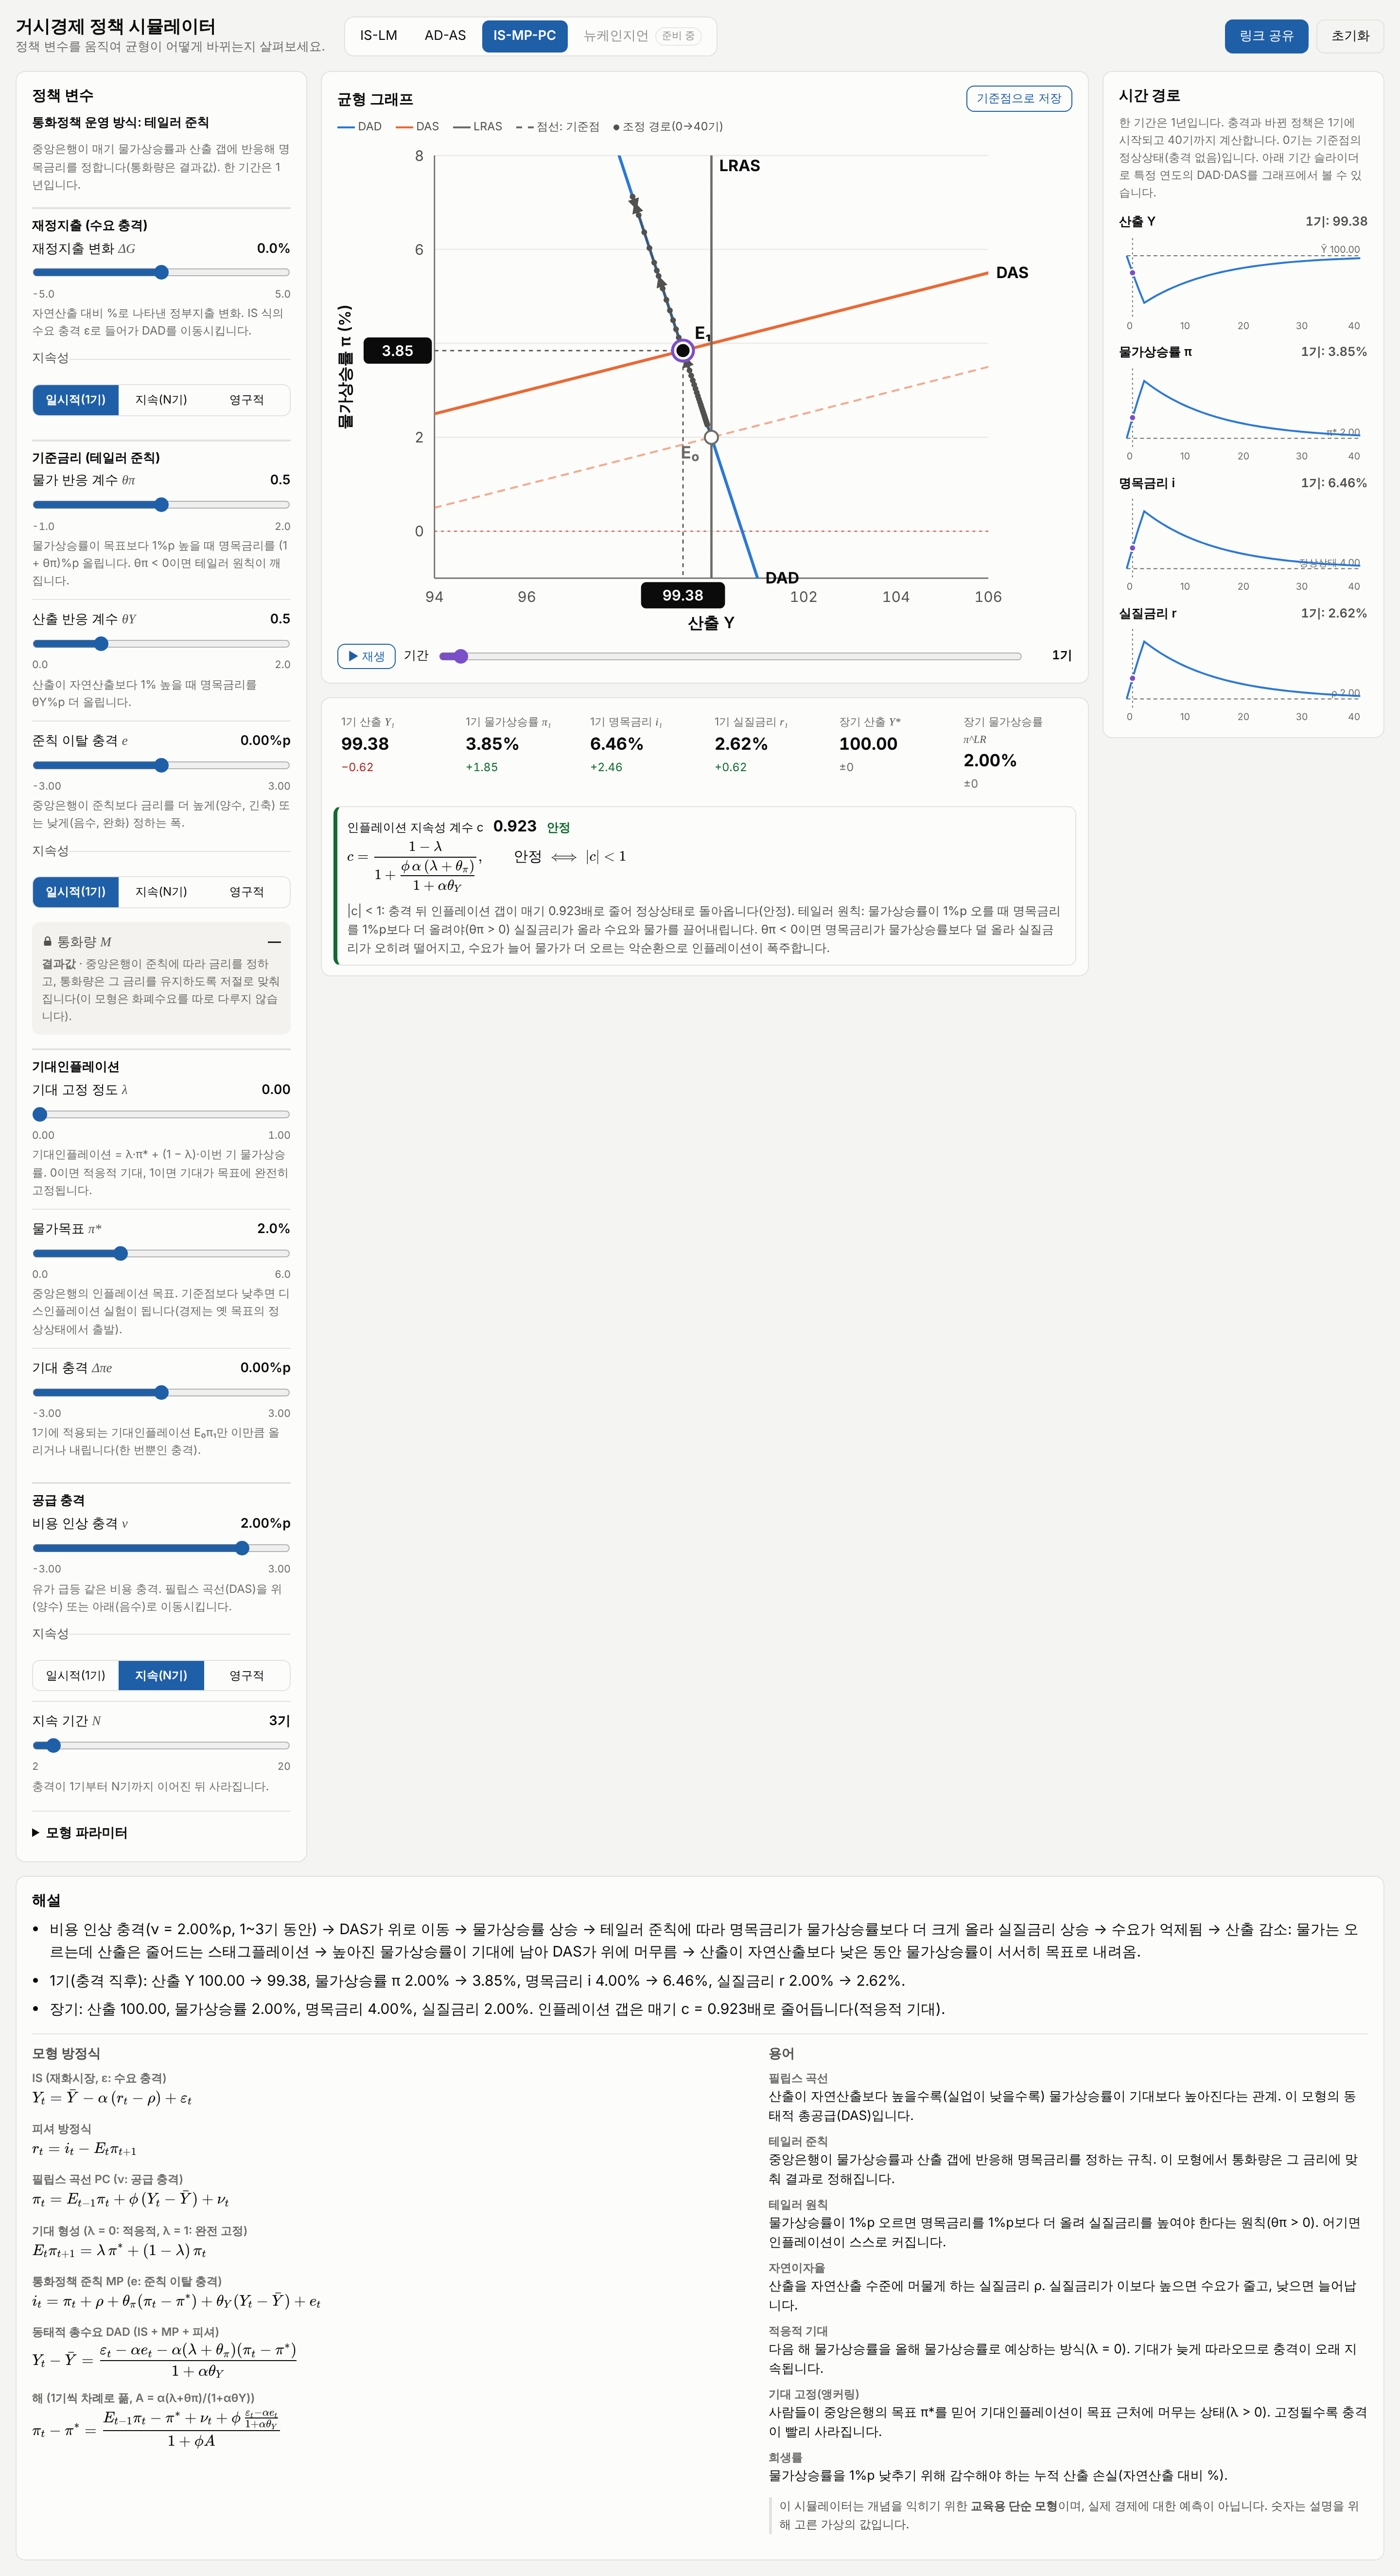 거시경제 정책 시뮬레이터
정책 변수를 움직여 균형이 어떻게 바뀌는지 살펴보세요.
IS-LM AD-AS IS-MP-PC 뉴케인지언 준비 중
링크 공유 초기화
정책 변수
통화정책 운영 방식: 테일러 준칙
중앙은행이 매기 물가상승률과 산출 갭에 반응해 명
목금리를 정합니다(통화량은 결과값). 한 기간은 1
년입니다.
재정지출 (수요 충격)
재정지출 변화 ΔG 0.0%
-5.0 5.0
자연산출 대비 %로 나타낸 정부지출 변화. IS 식의
수요 충격 ε로 들어가 DAD를 이동시킵니다.
지속성
일시적(1기) 지속(N기) 영구적
기준금리 (테일러 준칙)
물가 반응 계수 θπ 0.5
-1.0 2.0
물가상승률이 목표보다 1%p 높을 때 명목금리를 (1
+ θπ)%p 올립니다. θπ < 0이면 테일러 원칙이 깨
집니다.
산출 반응 계수 θY 0.5
0.0 2.0
산출이 자연산출보다 1% 높을 때 명목금리를
θY%p 더 올립니다.
준칙 이탈 충격 e 0.00%p
-3.00 3.00
중앙은행이 준칙보다 금리를 더 높게(양수, 긴축) 또
는 낮게(음수, 완화) 정하는 폭.
지속성
일시적(1기) 지속(N기) 영구적
통화량 M —
결과값 · 중앙은행이 준칙에 따라 금리를 정하
고, 통화량은 그 금리를 유지하도록 저절로 맞춰
집니다(이 모형은 화폐수요를 따로 다루지 않습
니다).
기대인플레이션
기대 고정 정도 λ 0.00
0.00 1.00
기대인플레이션 = λ·π* + (1 − λ)·이번 기 물가상승
률. 0이면 적응적 기대, 1이면 기대가 목표에 완전히
고정됩니다.
물가목표 π* 2.0%
0.0 6.0
중앙은행의 인플레이션 목표. 기준점보다 낮추면 디
스인플레이션 실험이 됩니다(경제는 옛 목표의 정
상상태에서 출발).
기대 충격 Δπe 0.00%p
-3.00 3.00
1기에 적용되는 기대인플레이션 E₀π₁만 이만큼 올
리거나 내립니다(한 번뿐인 충격).
공급 충격
비용 인상 충격 ν 2.00%p
-3.00 3.00
유가 급등 같은 비용 충격. 필립스 곡선(DAS)을 위
(양수) 또는 아래(음수)로 이동시킵니다.
지속성
일시적(1기) 지속(N기) 영구적
지속 기간 N 3기
2 20
충격이 1기부터 N기까지 이어진 뒤 사라집니다.
▶ 모형 파라미터
균형 그래프
기준점으로 저장
DAD DAS LRAS 점선: 기준점 조정 경로(0→40기)
8
LRAS
6
DAS
물가상승률 π (%)
E₁
3.85
2
E₀
0
DAD
94 96 99.38 102 104 106
산출 Y
▶ 재생 기간 1기
1기 산출 Y₁ 1기 물가상승률 π₁ 1기 명목금리 i₁ 1기 실질금리 r₁ 장기 산출 Y* 장기 물가상승률
π^LR
99.38 3.85% 6.46% 2.62% 100.00 2.00%
−0.62 +1.85 +2.46 +0.62 ±0 ±0
인플레이션 지속성 계수 c 0.923 안정
c = (1 − λ) / (1 + φ α (λ + θπ) / (1 + αθY)), 안정 ⟺ |c| < 1
|c| < 1: 충격 뒤 인플레이션 갭이 매기 0.923배로 줄어 정상상태로 돌아옵니다(안정). 테일러 원칙: 물가상승률이 1%p 오를 때 명목금리
를 1%p보다 더 올려야(θπ > 0) 실질금리가 올라 수요와 물가를 끌어내립니다. θπ < 0이면 명목금리가 물가상승률보다 덜 올라 실질금
리가 오히려 떨어지고, 수요가 늘어 물가가 더 오르는 악순환으로 인플레이션이 폭주합니다.
시간 경로
한 기간은 1년입니다. 충격과 바뀐 정책은 1기에
시작되고 40기까지 계산합니다. 0기는 기준점의
정상상태(충격 없음)입니다. 아래 기간 슬라이더
로 특정 연도의 DAD·DAS를 그래프에서 볼 수 있
습니다.
산출 Y 1기: 99.38
Ȳ 100.00
0 10 20 30 40
물가상승률 π 1기: 3.85%
π* 2.00
0 10 20 30 40
명목금리 i 1기: 6.46%
정상상태 4.00
0 10 20 30 40
실질금리 r 1기: 2.62%
ρ 2.00
0 10 20 30 40
해설
• 비용 인상 충격(ν = 2.00%p, 1~3기 동안) → DAS가 위로 이동 → 물가상승률 상승 → 테일러 준칙에 따라 명목금리가 물가상승률보다 더 크게 올라 실질금리 상승 → 수요가 억제됨 → 산출 감소: 물가는 오
르는데 산출은 줄어드는 스태그플레이션 → 높아진 물가상승률이 기대에 남아 DAS가 위에 머무름 → 산출이 자연산출보다 낮은 동안 물가상승률이 서서히 목표로 내려옴.
• 1기(충격 직후): 산출 Y 100.00 → 99.38, 물가상승률 π 2.00% → 3.85%, 명목금리 i 4.00% → 6.46%, 실질금리 r 2.00% → 2.62%.
• 장기: 산출 100.00, 물가상승률 2.00%, 명목금리 4.00%, 실질금리 2.00%. 인플레이션 갭은 매기 c = 0.923배로 줄어듭니다(적응적 기대).
모형 방정식
IS (재화시장, ε: 수요 충격)
Yt = Ȳ − α (rt − ρ) + εt
피셔 방정식
rt = it − Etπt+1
필립스 곡선 PC (ν: 공급 충격)
πt = Et−1πt + φ (Yt − Ȳ) + νt
기대 형성 (λ = 0: 적응적, λ = 1: 완전 고정)
Etπt+1 = λ π* + (1 − λ) πt
통화정책 준칙 MP (e: 준칙 이탈 충격)
it = πt + ρ + θπ(πt − π*) + θY(Yt − Ȳ) + et
동태적 총수요 DAD (IS + MP + 피셔)
Yt − Ȳ = (εt − αet − α(λ + θπ)(πt − π*)) / (1 + αθY)
해 (1기씩 차례로 풂, A = α(λ+θπ)/(1+αθY))
πt − π* = (Et−1πt − π* + νt + φ (εt−αet)/(1+αθY)) / (1 + φA)
용어
필립스 곡선
산출이 자연산출보다 높을수록(실업이 낮을수록) 물가상승률이 기대보다 높아진다는 관계. 이 모형의 동
태적 총공급(DAS)입니다.
테일러 준칙
중앙은행이 물가상승률과 산출 갭에 반응해 명목금리를 정하는 규칙. 이 모형에서 통화량은 그 금리에 맞
춰 결과로 정해집니다.
테일러 원칙
물가상승률이 1%p 오르면 명목금리를 1%p보다 더 올려 실질금리를 높여야 한다는 원칙(θπ > 0). 어기면
인플레이션이 스스로 커집니다.
자연이자율
산출을 자연산출 수준에 머물게 하는 실질금리 ρ. 실질금리가 이보다 높으면 수요가 줄고, 낮으면 늘어납
니다.
적응적 기대
다음 해 물가상승률을 올해 물가상승률로 예상하는 방식(λ = 0). 기대가 늦게 따라오므로 충격이 오래 지
속됩니다.
기대 고정(앵커링)
사람들이 중앙은행의 목표 π*를 믿어 기대인플레이션이 목표 근처에 머무는 상태(λ > 0). 고정될수록 충격
이 빨리 사라집니다.
희생률
물가상승률을 1%p 낮추기 위해 감수해야 하는 누적 산출 손실(자연산출 대비 %).
이 시뮬레이터는 개념을 익히기 위한 교육용 단순 모형이며, 실제 경제에 대한 예측이 아닙니다. 숫자는 설명을 위
해 고른 가상의 값입니다.